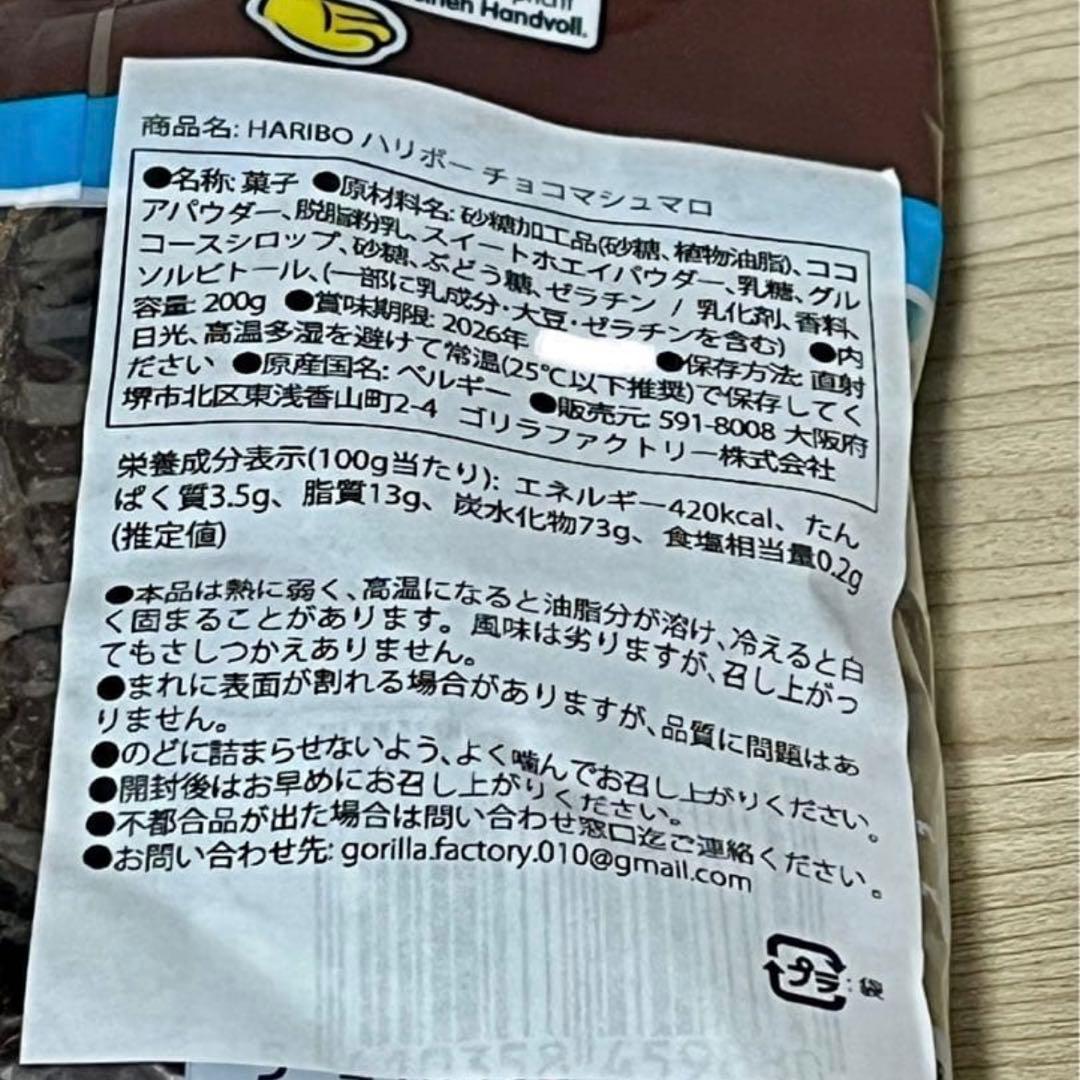 einen Handvoll.
商品名: HARIBO ハリボー チョコマシュマロ
●名称: 菓子 ●原材料名: 砂糖加工品(砂糖、植物油脂)、ココ
アパウダー、脱脂粉乳、スイートホエイパウダー、乳糖、グル
コースシロップ、砂糖、ぶどう糖、ゼラチン / 乳化剤、香料、
ソルビトール、(一部に乳成分・大豆・ゼラチンを含む) ●内
容量: 200g ●賞味期限: 2026年 ●保存方法: 直射
日光、高温多湿を避けて常温(25℃以下推奨)で保存してく
ださい ●原産国名: ベルギー ●販売元: 591-8008 大阪府
堺市北区東浅香山町2-4 ゴリラファクトリー株式会社
栄養成分表示(100g当たり): エネルギー420kcal、たん
ぱく質3.5g、脂質13g、炭水化物73g、食塩相当量0.2g
(推定値)
●本品は熱に弱く、高温になると油脂分が溶け、冷えると白
く固まることがあります。風味は劣りますが、召し上がっ
てもさしつかえありません。
●まれに表面が割れる場合がありますが、品質に問題はあ
りません。
●のどに詰まらせないよう、よく噛んでお召し上がりください。
●開封後はお早めにお召し上がりください。
●不都合品が出た場合は問い合わせ窓口迄ご連絡ください。
●お問い合わせ先: gorilla.factory.010@gmail.com
プラ : 袋